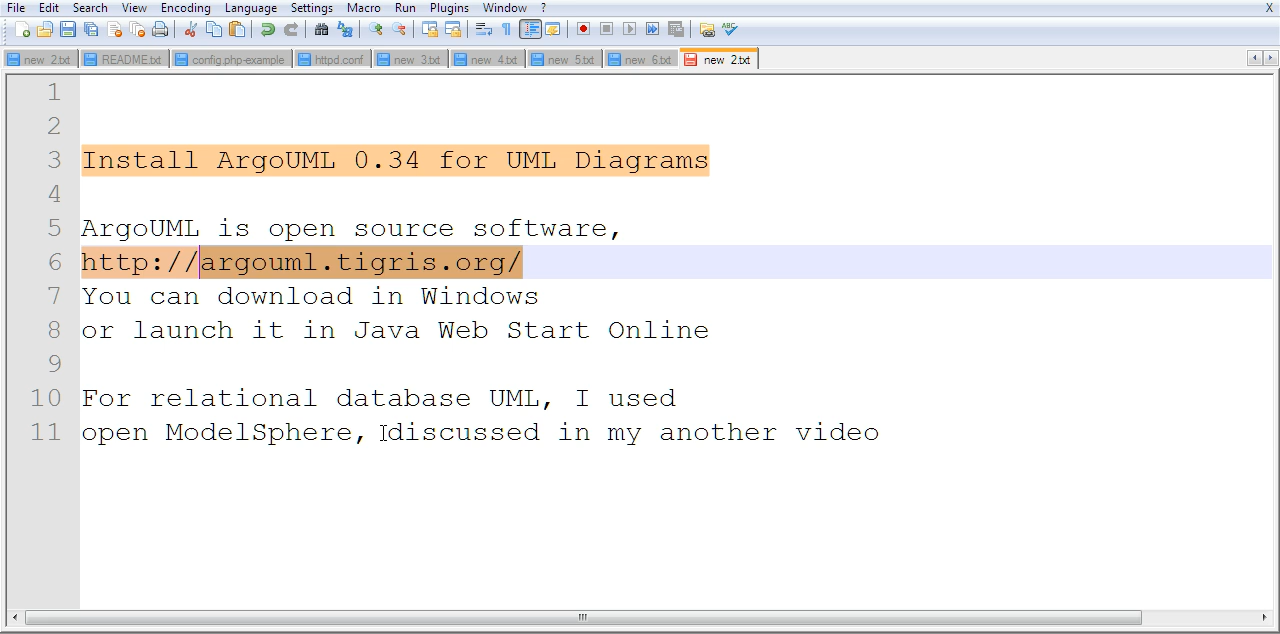 File Edit Search View Encoding Language Settings Macro Run Plugins Window ? X
new 2.txt README.txt config.php-example httpd.conf new 3.txt new 4.txt new 5.txt new 6.txt new 2.txt
1
2
3 Install ArgoUML 0.34 for UML Diagrams
4
5 ArgoUML is open source software,
6 http://argouml.tigris.org/
7 You can download in Windows
8 or launch it in Java Web Start Online
9
10 For relational database UML, I used
11 open ModelSphere, discussed in my another video